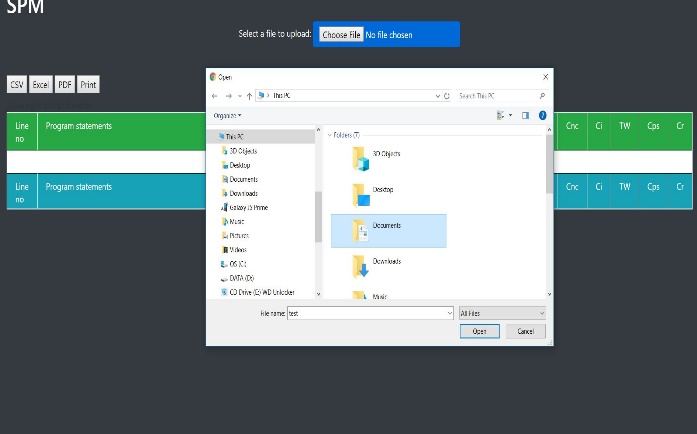 SPM
Select a file to upload: Choose File No file chosen
CSV Excel PDF Print
Line no Program statements Cnc Ci TW Cps Cr
Line no Program statements Cnc Ci TW Cps Cr
Open X
This PC Search This PC
Organize
This PC
3D Objects
Desktop
Documents
Downloads
Galaxy J5 Prime
Music
Pictures
Videos
OS (C:)
DATA (D:)
CD Drive (E:) WD Unlocker
Folders (7)
3D Objects
Desktop
Documents
Downloads
Music
File name: test All Files
Open Cancel